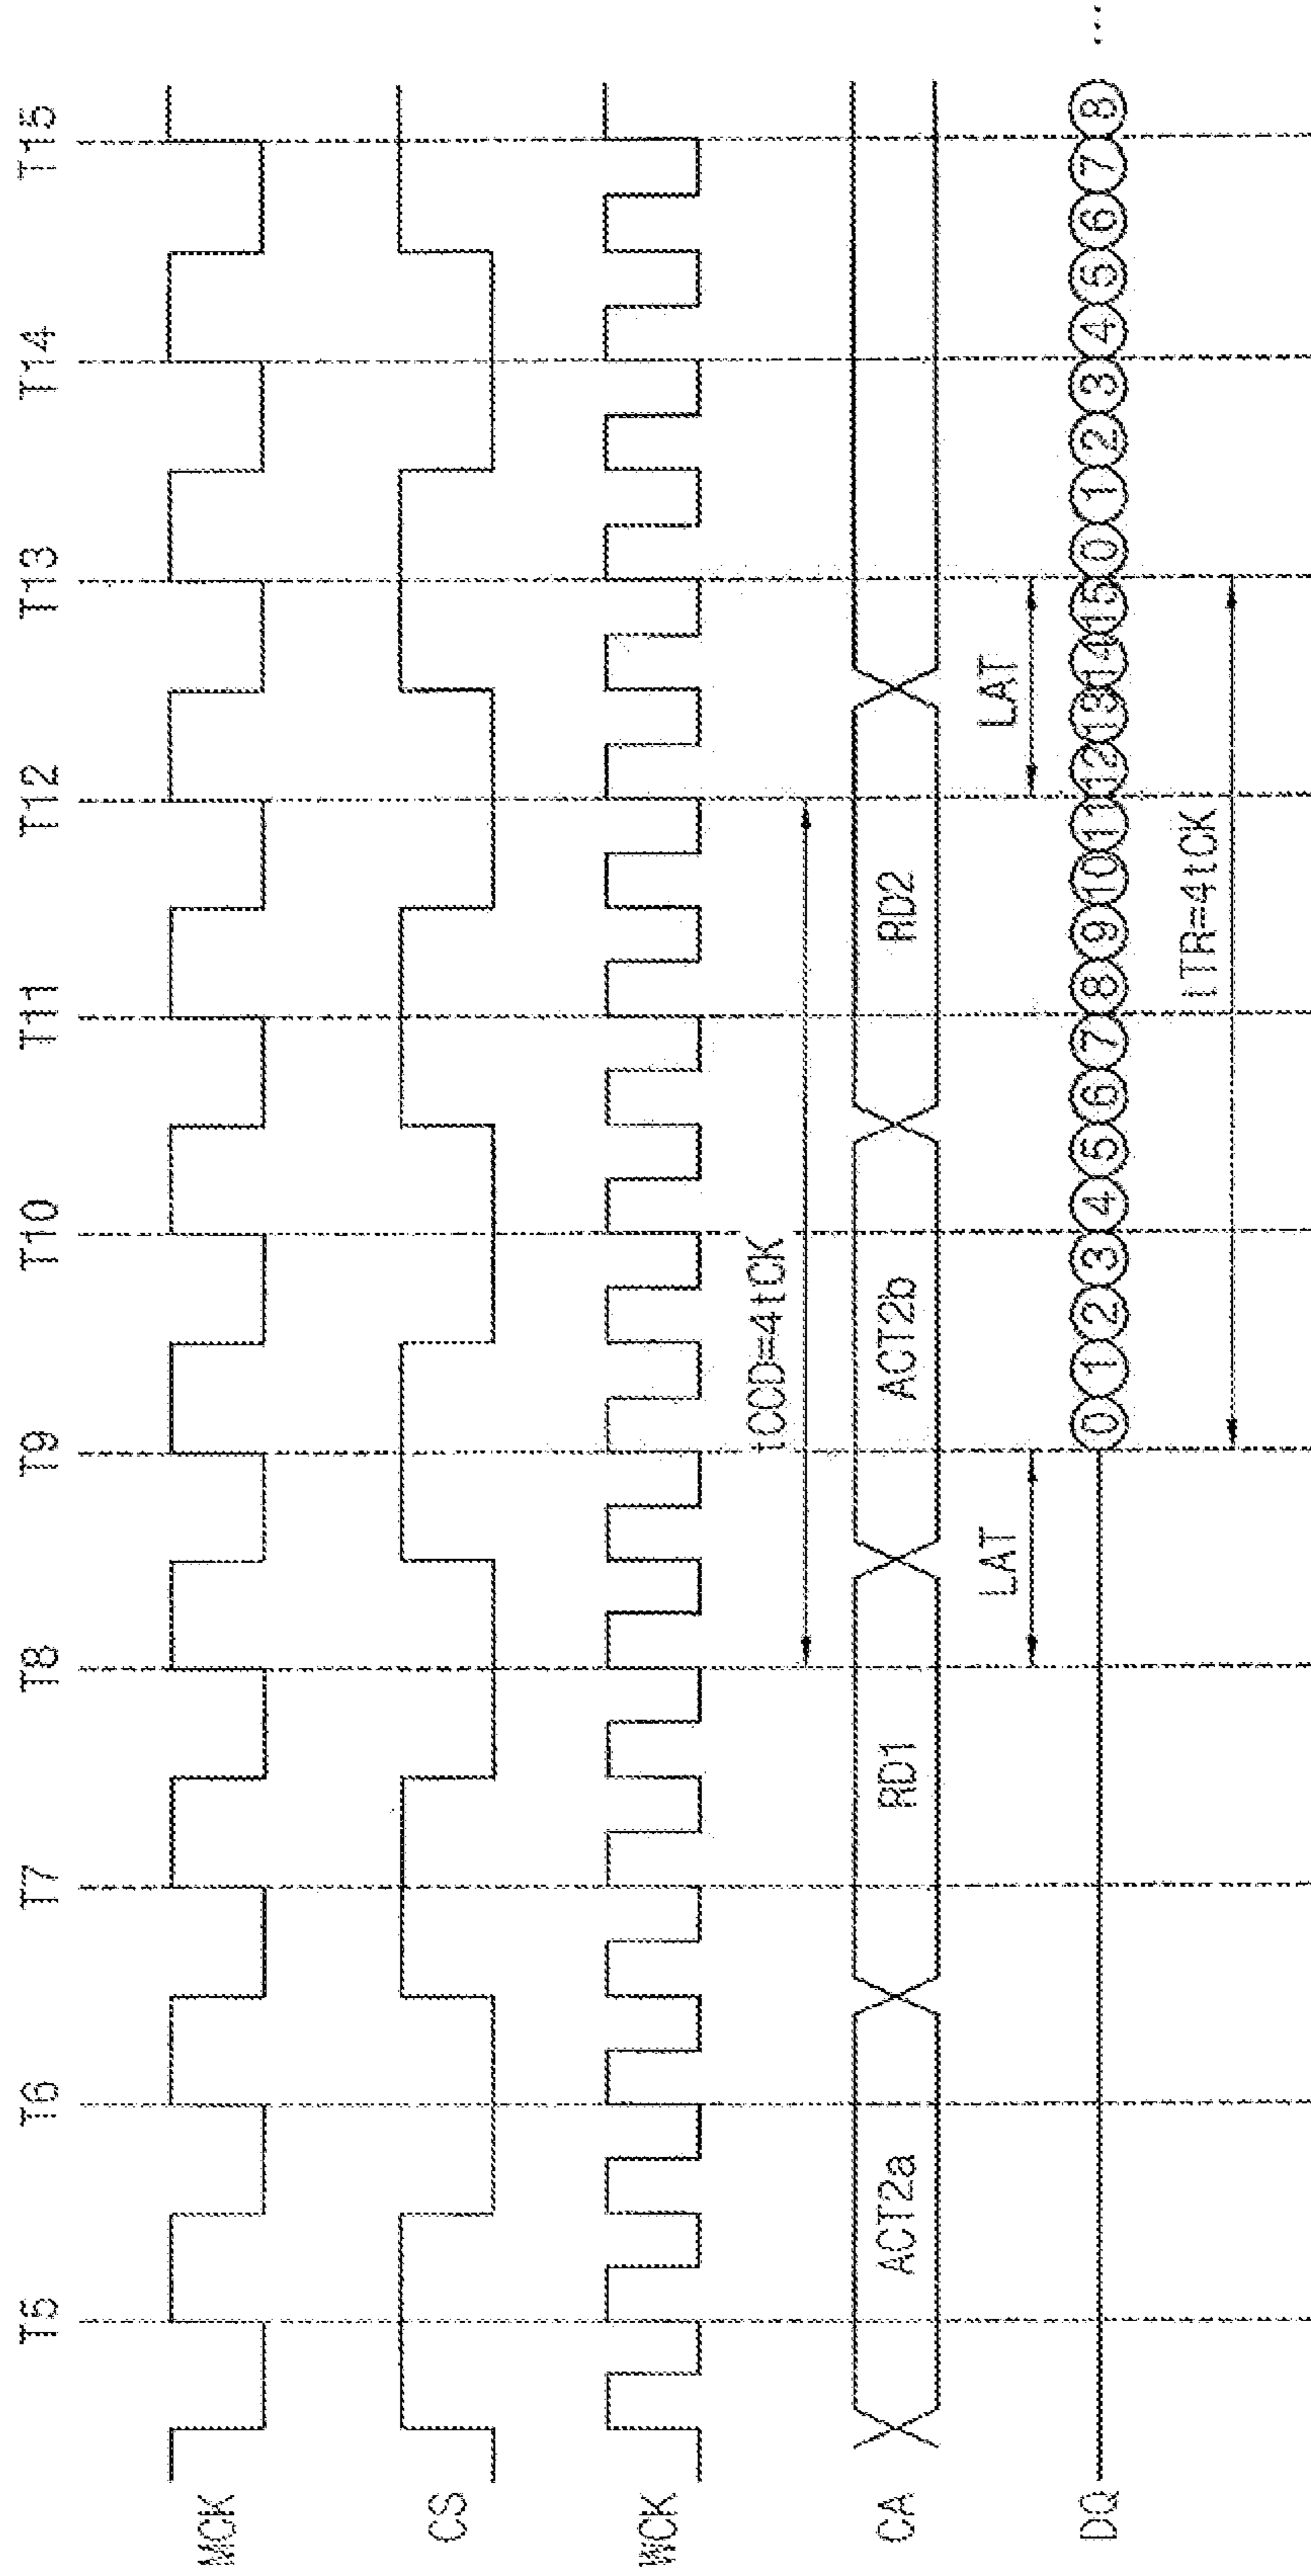 T5 T6 T7 T8 T9 T10 T11 T12 T13 T14 T15
MCK
CS
WCK
tCCD=4tCK
CA ACT2a RD1 ACT2b RD2
LAT LAT
DQ 0 1 2 3 4 5 6 7 8 9 10 11 12 13 14 15 0 1 2 3 4 5 6 7 8 ...
tTR=4tCK